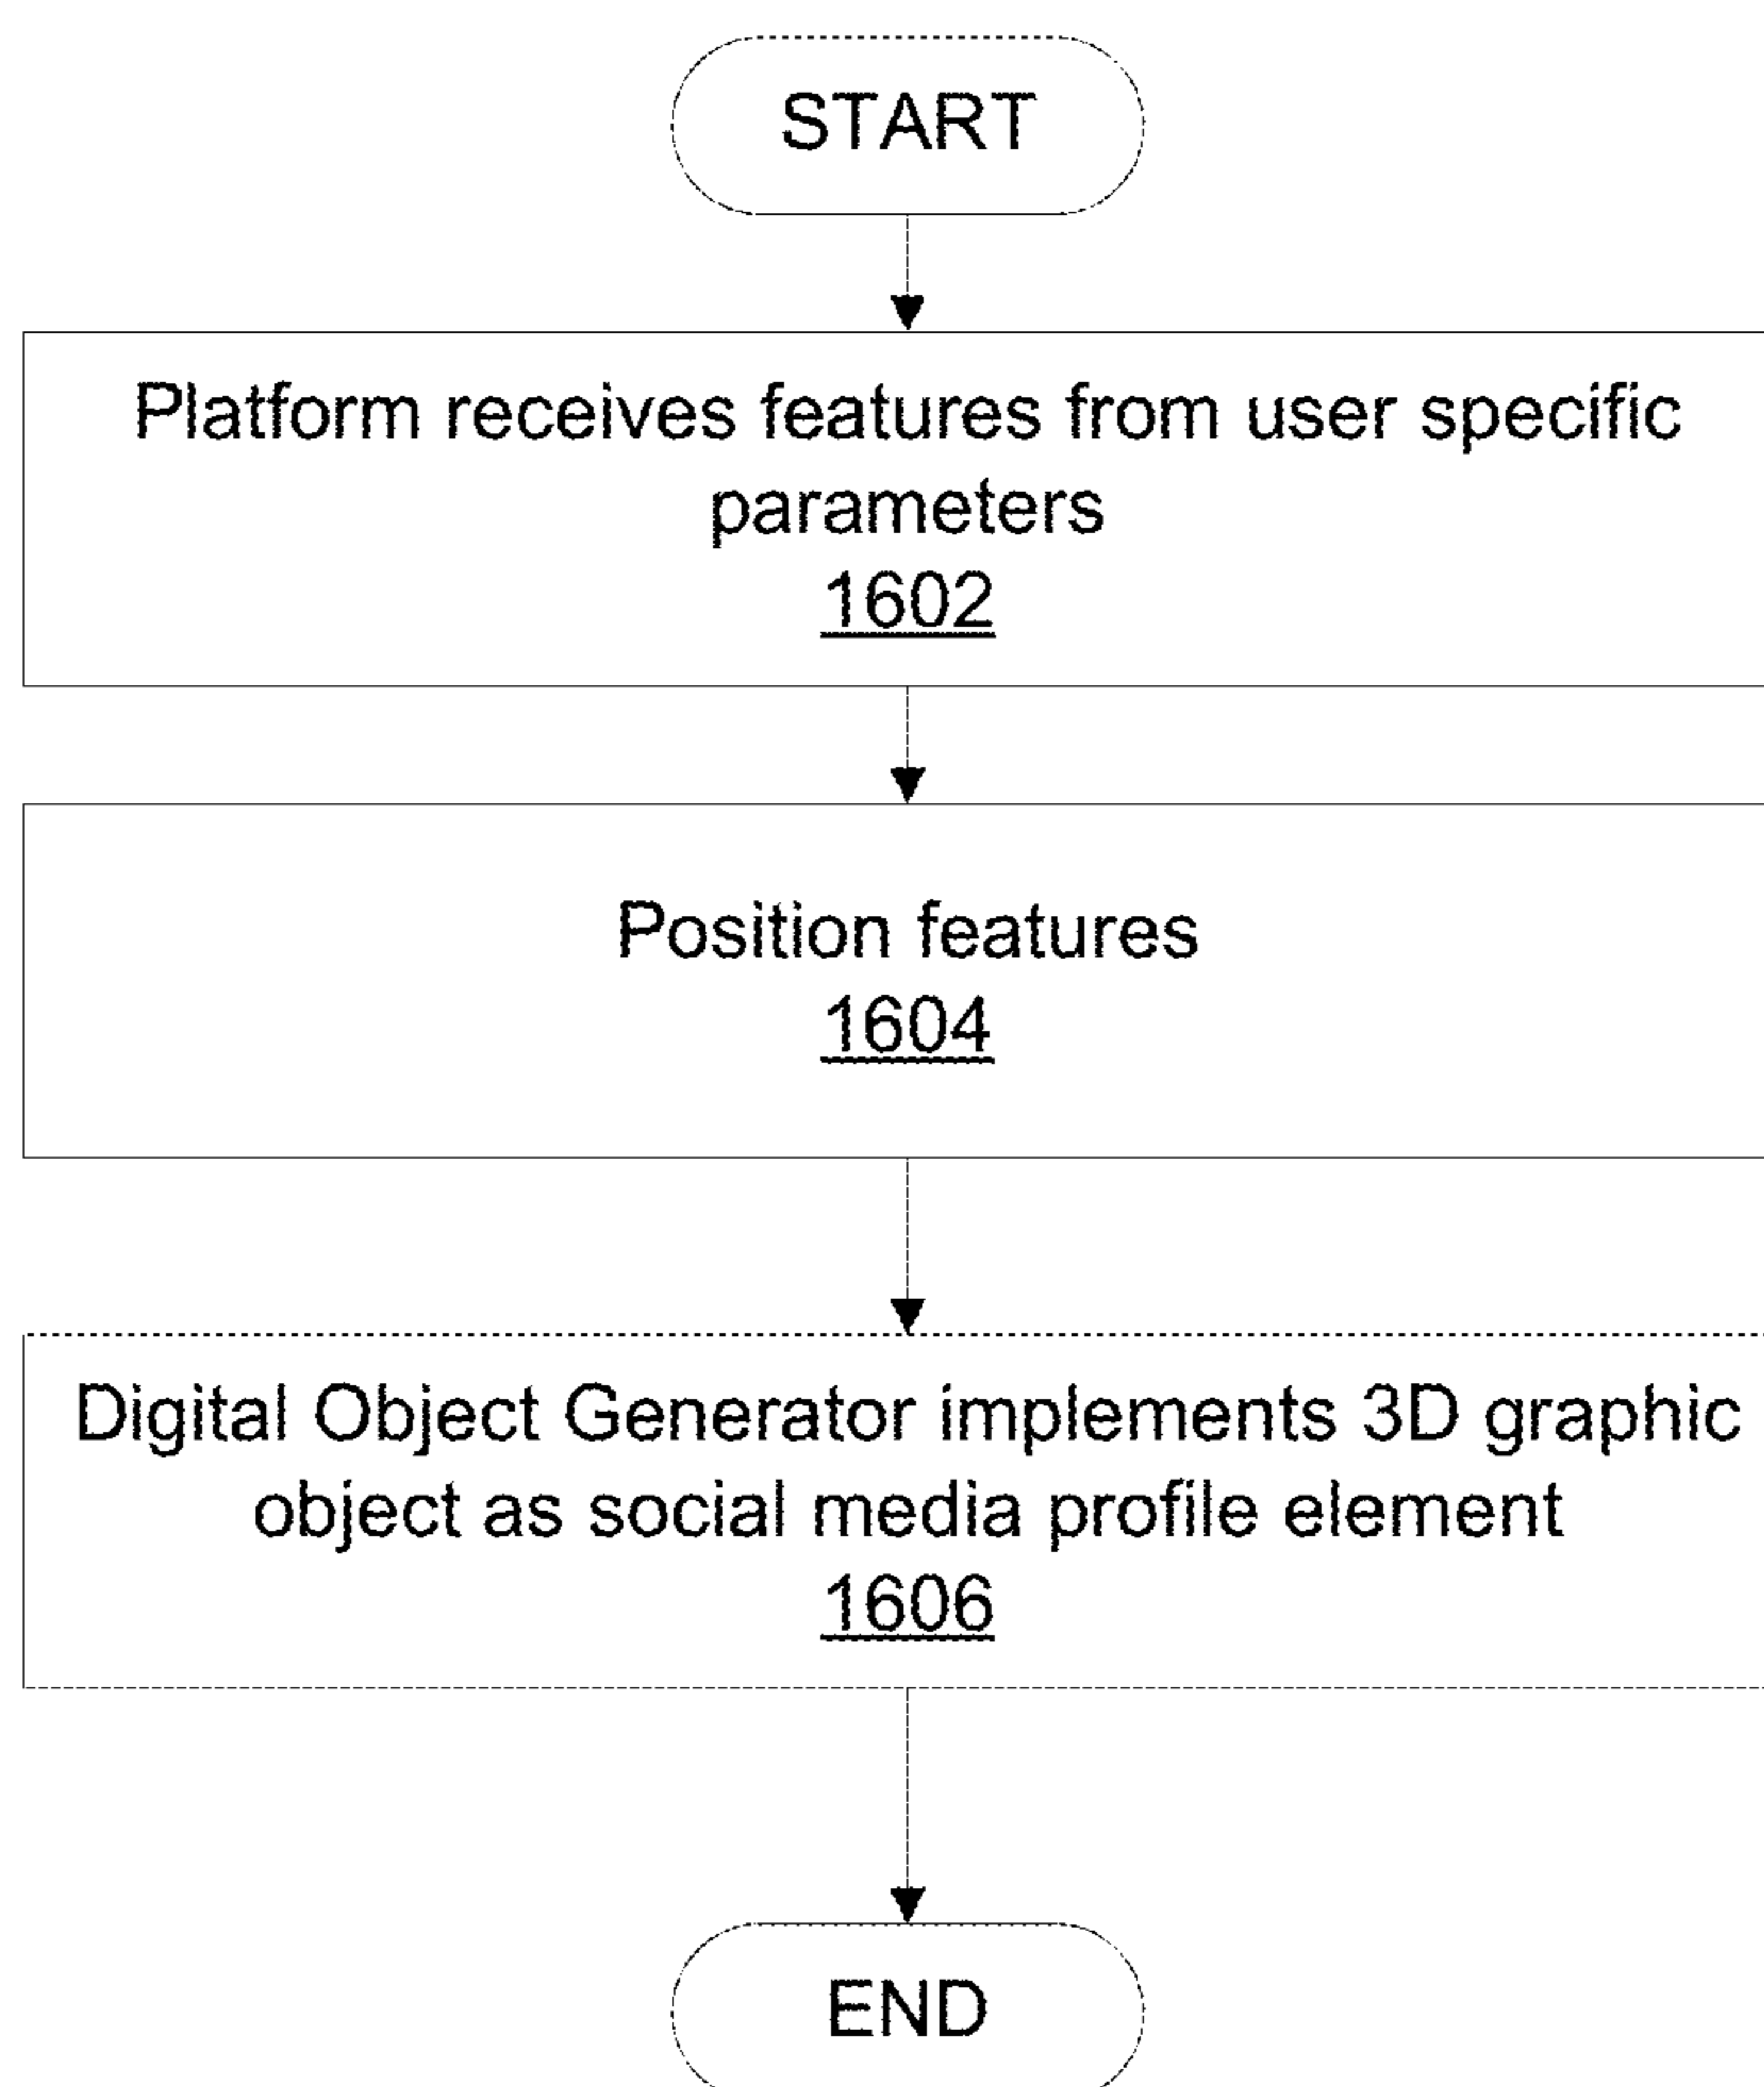 START
Platform receives features from user specific
parameters
1602
Position features
1604
Digital Object Generator implements 3D graphic
object as social media profile element
1606
END